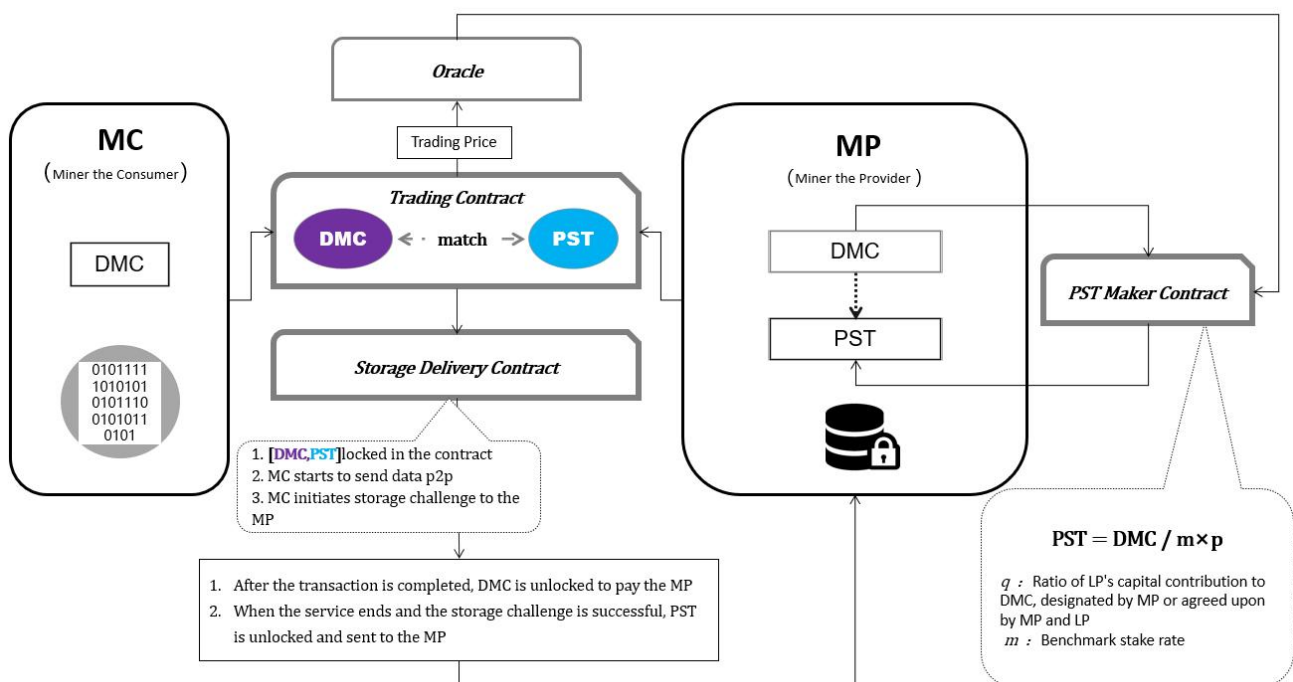 Oracle
Trading Price
MC
(Miner the Consumer)
DMC
0101111
1010101
0101110
0101011
0101
Trading Contract
DMC
match
PST
Storage Delivery Contract
1. [DMC,PST]locked in the contract
2. MC starts to send data p2p
3. MC initiates storage challenge to the
MP
1. After the transaction is completed, DMC is unlocked to pay the MP
2. When the service ends and the storage challenge is successful, PST
is unlocked and sent to the MP
MP
(Miner the Provider )
DMC
PST
PST Maker Contract
PST = DMC / m×p
q : Ratio of LP's capital contribution to
DMC, designated by MP or agreed upon
by MP and LP
m : Benchmark stake rate